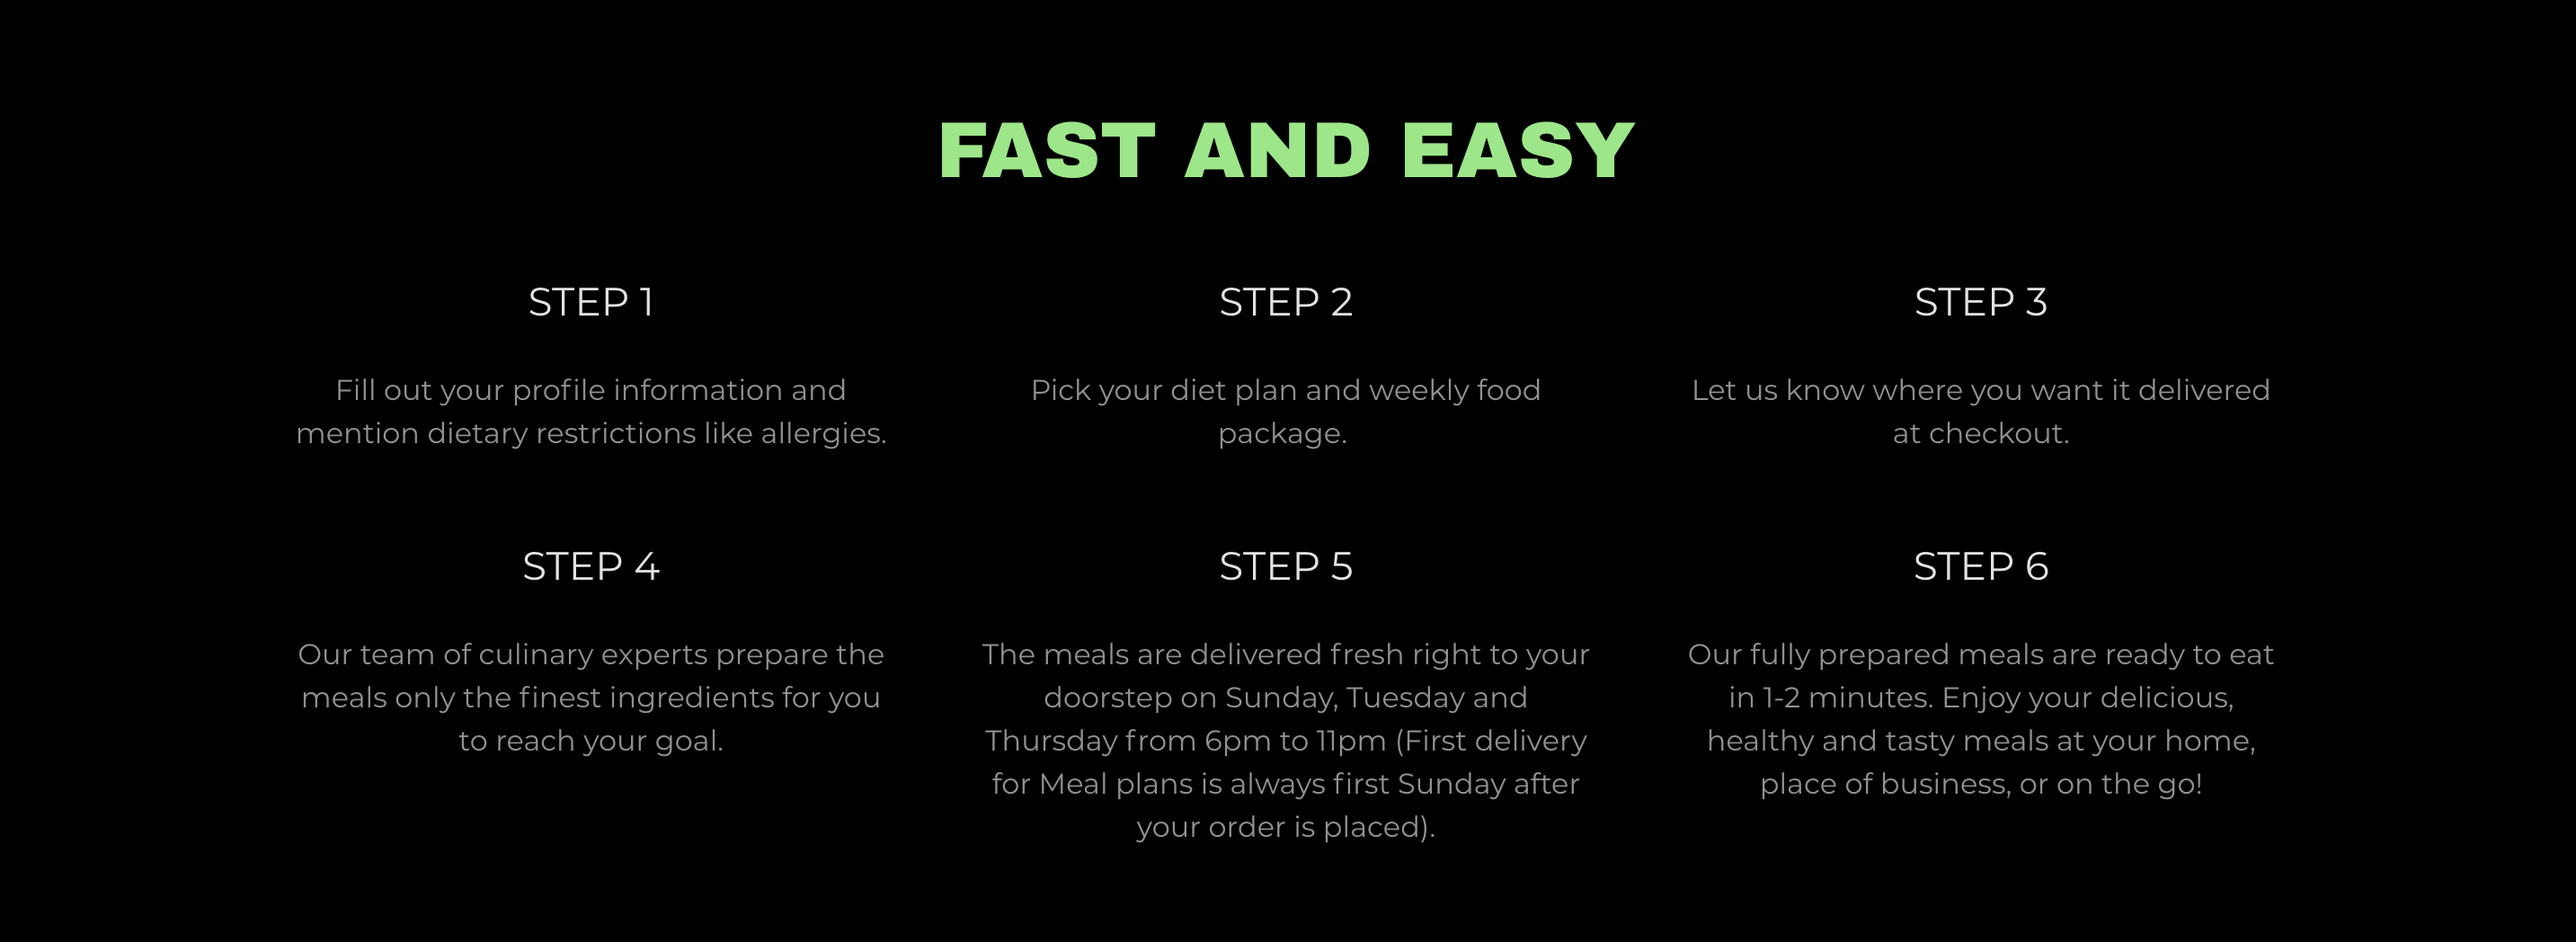 FAST AND EASY
STEP 1
Fill out your profile information and
mention dietary restrictions like allergies.
STEP 2
Pick your diet plan and weekly food
package.
STEP 3
Let us know where you want it delivered
at checkout.
STEP 4
Our team of culinary experts prepare the
meals only the finest ingredients for you
to reach your goal.
STEP 5
The meals are delivered fresh right to your
doorstep on Sunday, Tuesday and
Thursday from 6pm to 11pm (First delivery
for Meal plans is always first Sunday after
your order is placed).
STEP 6
Our fully prepared meals are ready to eat
in 1-2 minutes. Enjoy your delicious,
healthy and tasty meals at your home,
place of business, or on the go!